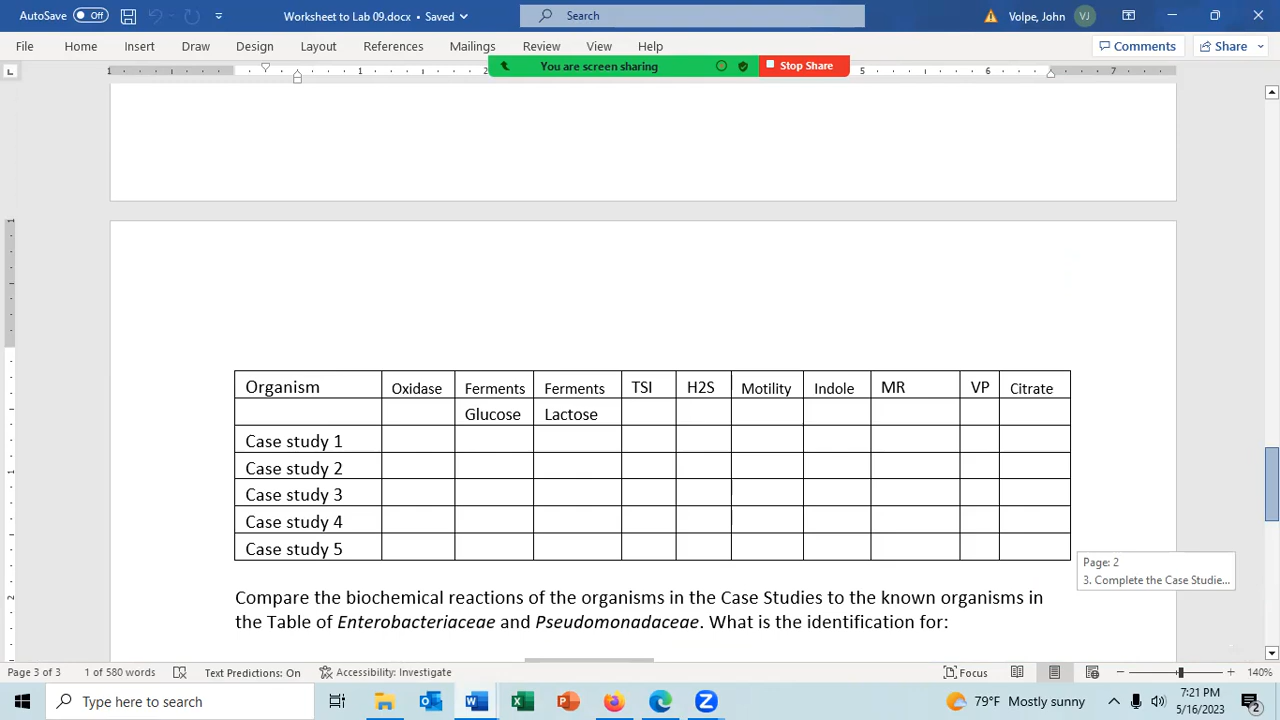 AutoSave Off Worksheet to Lab 09.docx • Saved Search Volpe, John VJ
File Home Insert Draw Design Layout References Mailings Review View Help Comments Share
You are screen sharing Stop Share
1 2 5 6 7
Organism Oxidase Ferments Ferments TSI H2S Motility Indole MR VP Citrate
Glucose Lactose
Case study 1
Case study 2
Case study 3
Case study 4
Case study 5
Page: 2
3. Complete the Case Studie...
Compare the biochemical reactions of the organisms in the Case Studies to the known organisms in
the Table of Enterobacteriaceae and Pseudomonadaceae. What is the identification for:
Page 3 of 3 1 of 580 words Text Predictions: On Accessibility: Investigate Focus 140%
Type here to search 79°F Mostly sunny 7:21 PM
5/16/2023 2